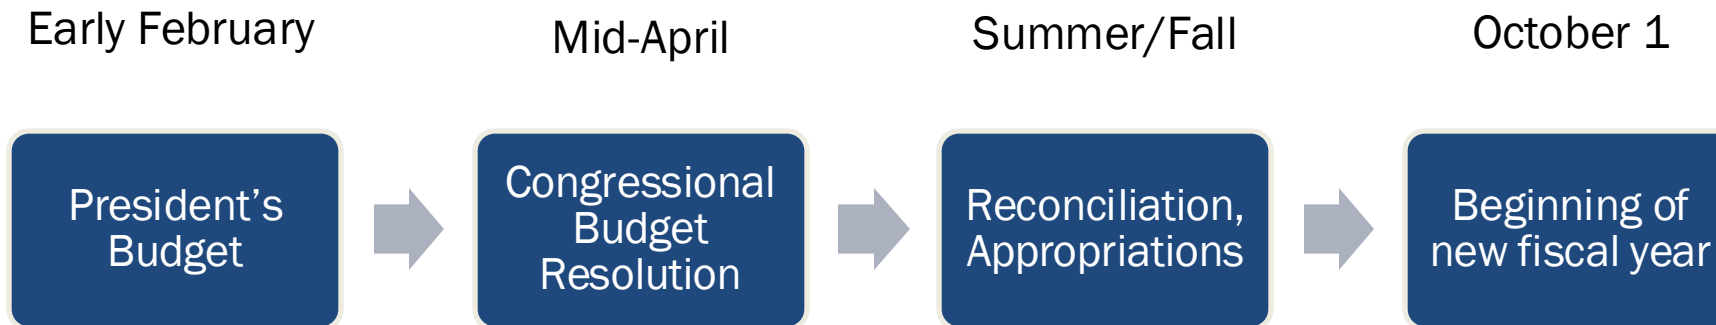 Early February
Mid-April
Summer/Fall
October 1
President's
Budget
Congressional
Budget
Resolution
Reconciliation,
Appropriations
Beginning of
new fiscal year